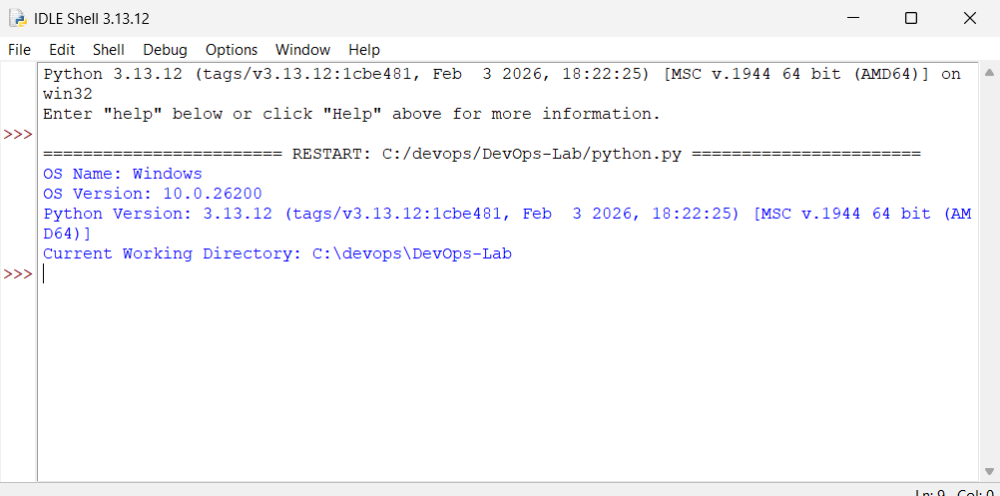 IDLE Shell 3.13.12
File Edit Shell Debug Options Window Help
Python 3.13.12 (tags/v3.13.12:1cbe481, Feb  3 2026, 18:22:25) [MSC v.1944 64 bit (AMD64)] on
win32
Enter "help" below or click "Help" above for more information.
>>>
======================== RESTART: C:/devops/DevOps-Lab/python.py =======================
OS Name: Windows
OS Version: 10.0.26200
Python Version: 3.13.12 (tags/v3.13.12:1cbe481, Feb  3 2026, 18:22:25) [MSC v.1944 64 bit (AM
D64)]
Current Working Directory: C:\devops\DevOps-Lab
>>>
Ln: 9 Col: 0